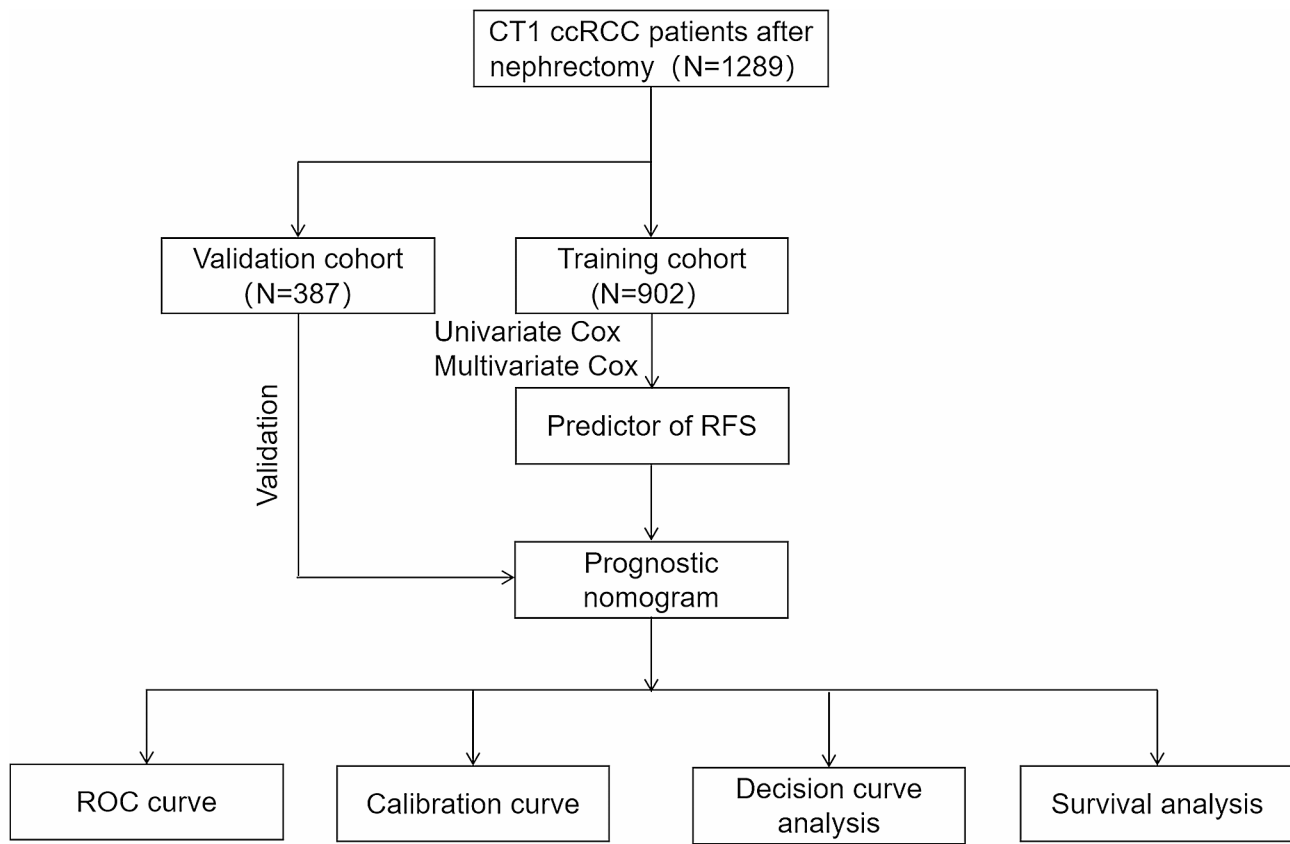 CT1 ccRCC patients after
nephrectomy（N=1289）
Validation cohort
（N=387）
Training cohort
（N=902）
Univariate Cox
Multivariate Cox
Validation
Predictor of RFS
Prognostic
nomogram
ROC curve
Calibration curve
Decision curve
analysis
Survival analysis